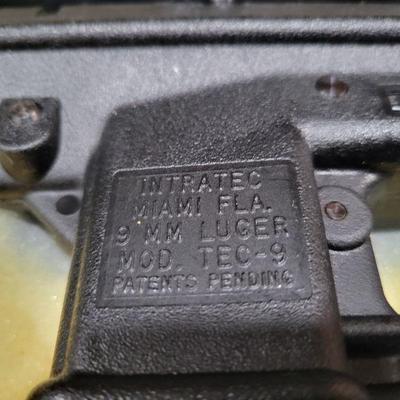 INTRATEC
MIAMI FLA.
9 MM LUGER
MOD. TEC-9
PATENTS PENDING